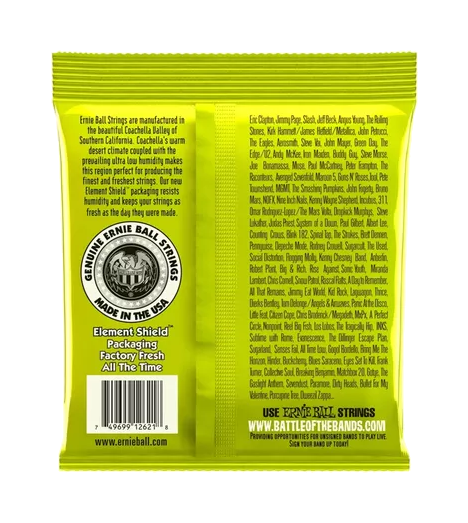 Ernie Ball Strings are manufactured in
the beautiful Coachella Valley of
Southern California. Coachella's warm
desert climate coupled with the
prevailing ultra low humidity makes
this region perfect for producing the
finest and freshest strings. Our new
Element Shield™ packaging resists
humidity and keeps your strings as
fresh as the day they were made.
GENUINE ERNIE BALL STRINGS
MADE IN THE USA
Element Shield™
Packaging
Factory Fresh
All The Time
7 49699 12621 8
www.ernieball.com
Eric Clapton, Jimmy Page, Slash, Jeff Beck, Angus Young, The Rolling
Stones, Kirk Hammett / James Hetfield/Metallica, John Petrucci,
The Eagles, Aerosmith, Steve Vai, John Mayer, Green Day, The
Edge/U2, Andy McKee, Iron Maiden, Buddy Guy, Steve Morse,
Joe Bonamassa, Muse, Paul McCartney, Peter Frampton, The
Raconteurs, Avenged Sevenfold, Maroon 5, Guns N' Roses, Tool, Pete
Townshend, MGMT, The Smashing Pumpkins, John Fogerty, Bruno
Mars, NOFX, Nine Inch Nails, Kenny Wayne Shepherd, Incubus, 311,
Omar Rodriguez-Lopez/The Mars Volta, Dropkick Murphys, Steve
Lukather, Judas Priest, System of a Down, Paul Gilbert, Albert Lee,
Counting Crows, Blink 182, Spinal Tap, The Strokes, Brett Dennen,
Pennywise, Depeche Mode, Rodney Crowell, Sugarcult, The Used,
Social Distortion, Flogging Molly, Kenny Chesney Band, Anberlin,
Robert Plant, Big & Rich, Rise Against, Sonic Youth, Miranda
Lambert, Chris Cornell, Snow Patrol, Rascal Flatts, A Day to Remember,
All That Remains, Jimmy Eat World, Kid Rock, Lagwagon, Thrice,
Dierks Bentley, Tom Delonge / Angels & Airwaves, Panic At The Disco,
Little Feat, Citizen Cope, Chris Broderick / Megadeth, MxPx, A Perfect
Circle, Nonpoint, Reel Big Fish, Los Lobos, The Tragically Hip, INXS,
Sublime with Rome, Evanescence, The Dillinger Escape Plan,
Sugarland, Senses Fail, All Time Low, Gogol Bordello, Bring Me The
Horizon, Hinder, Buckcherry, Blues Saraceno, Eyes Set To Kill, Frank
Turner, Collective Soul, Breaking Benjamin, Matchbox 20, Botay, The
Gaslight Anthem, Sevendust, Paramore, Dirty Heads, Bullet For My
Valentine, Porcupine Tree, Dweezil Zappa...
USE ERNIE BALL STRINGS
WWW.BATTLEOFTHEBANDS.COM
PROVIDING OPPORTUNITIES FOR UNSIGNED BANDS TO PLAY LIVE.
SIGN YOUR BAND UP TODAY!